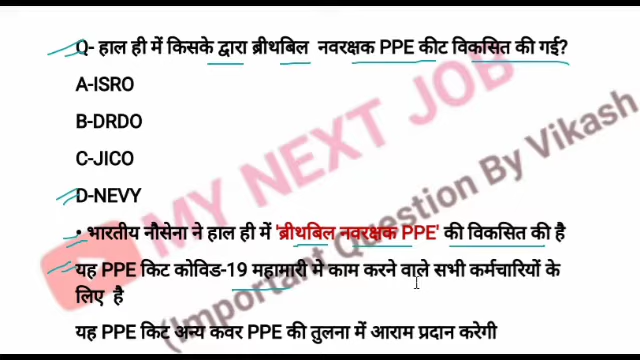 Q- हाल ही में किसके द्वारा ब्रीथबिल नवरक्षक PPE कीट विकसित की गई?
A-ISRO
B-DRDO
C-JICO
D-NEVY
• भारतीय नौसेना ने हाल ही में 'ब्रीथबिल नवरक्षक PPE' की विकसित की है
यह PPE किट कोविड-19 महामारी मे काम करने वाले सभी कर्मचारियों के
लिए है
यह PPE किट अन्य कवर PPE की तुलना में आराम प्रदान करेगी
MY NEXT JOB
(Important Question By Vikash